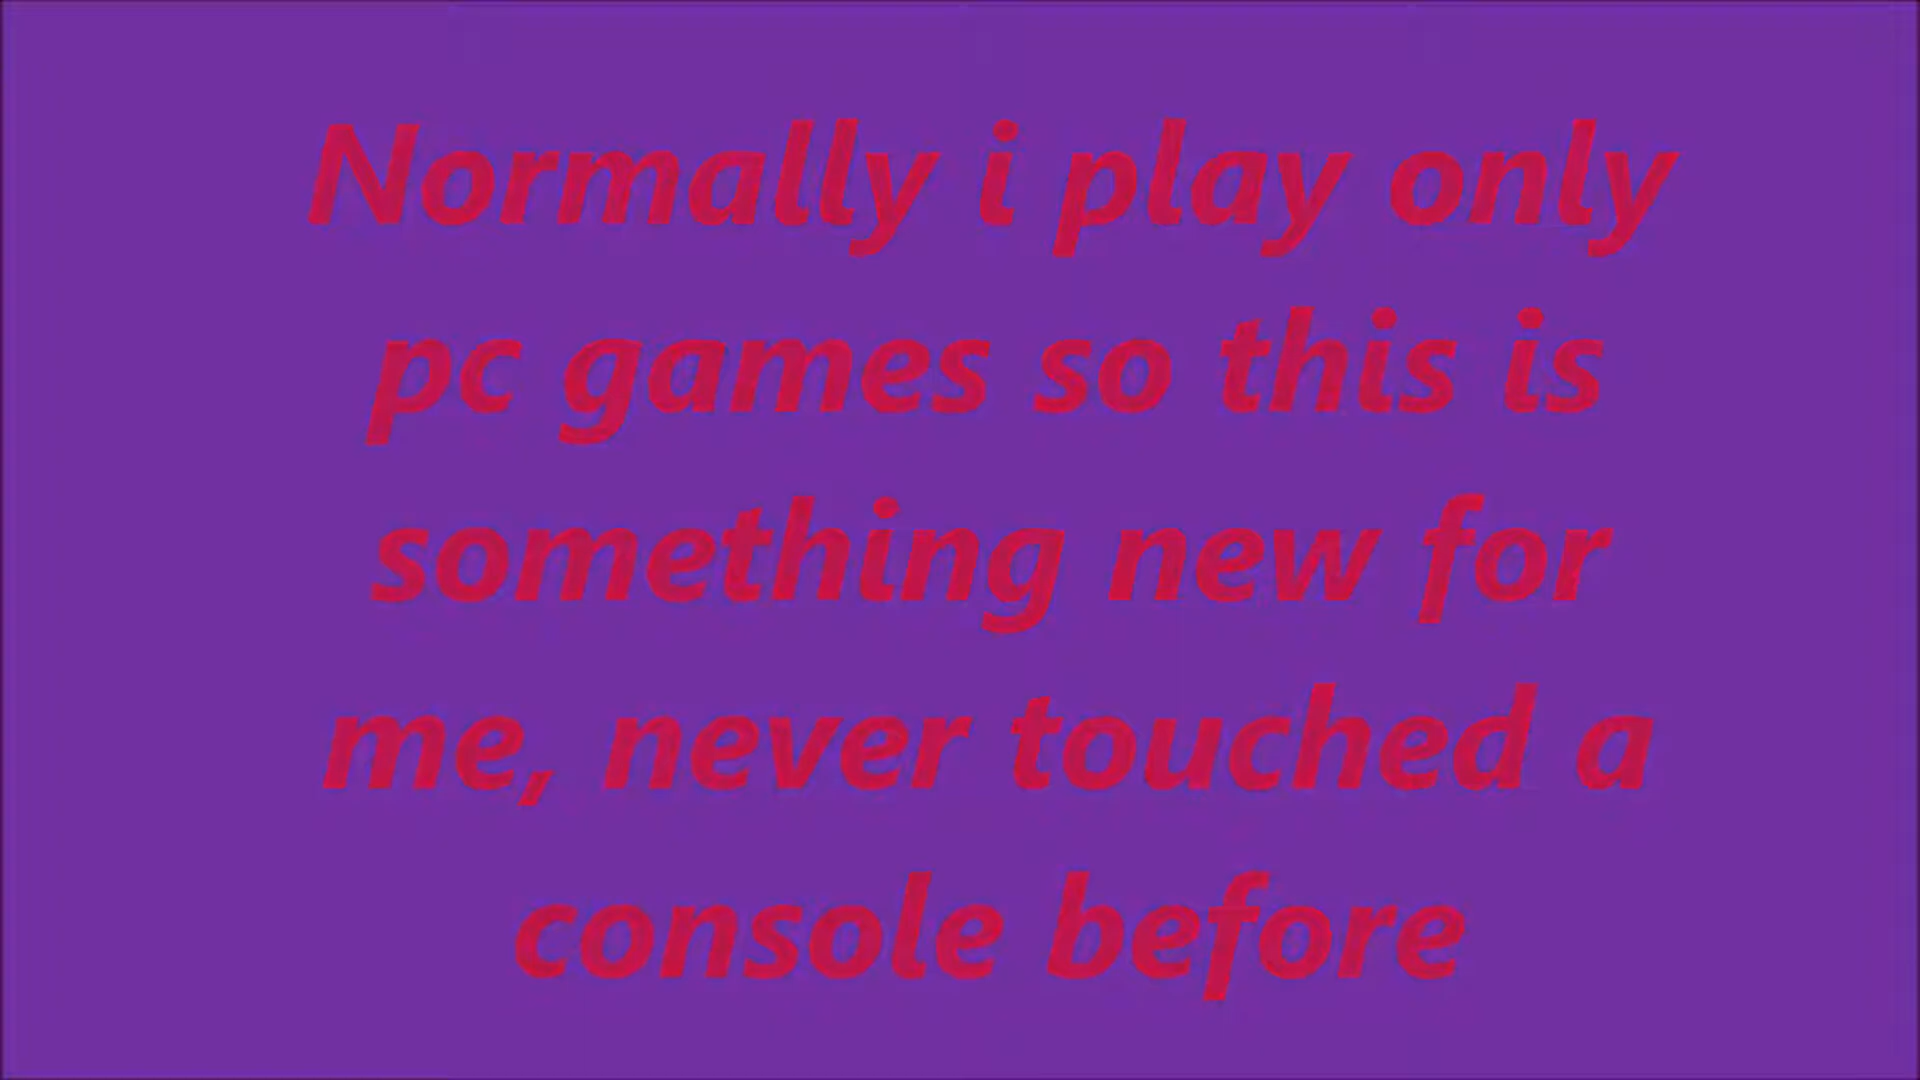 Normally i play only
pc games so this is
something new for
me, never touched a
console before